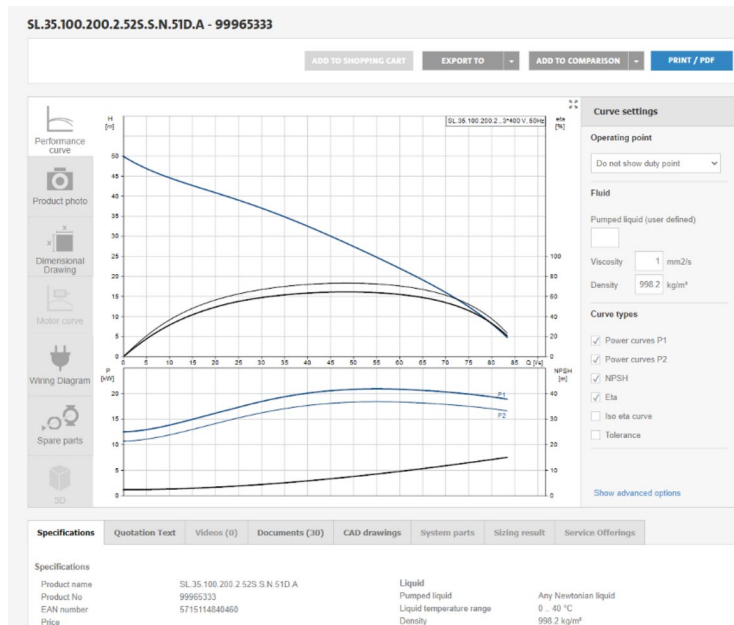 SL.35.100.200.2.52S.S.N.51D.A - 99965333
ADD TO SHOPPING CART EXPORT TO ADD TO COMPARISON PRINT / PDF
Performance
curve
Product photo
Dimensional
Drawing
Motor curve
Wiring Diagram
Spare parts
3D
H
[m]
SL.35.100.200.2...3*400 V, 50Hz
eta
[%]
50
45
40
35
30
25
20
15
10
5
0
100
80
60
40
20
0
0 5 10 15 20 25 30 35 40 45 50 55 60 65 70 75 80 85 Q [l/s]
P
[kW]
NPSH
[m]
20
15
10
5
0
40
30
20
10
0
P1
P2
Curve settings
Operating point
Do not show duty point
Fluid
Pumped liquid (user defined)
Viscosity 1 mm2/s
Density 998.2 kg/m³
Curve types
Power curves P1
Power curves P2
NPSH
Eta
Iso eta curve
Tolerance
Show advanced options
Specifications Quotation Text Videos (0) Documents (30) CAD drawings System parts Sizing result Service Offerings
Specifications
Product name SL.35.100.200.2.52S.S.N.51D.A
Product No 99965333
EAN number 5715114840460
Price
Liquid
Pumped liquid Any Newtonian liquid
Liquid temperature range 0 .. 40 °C
Density 998.2 kg/m³